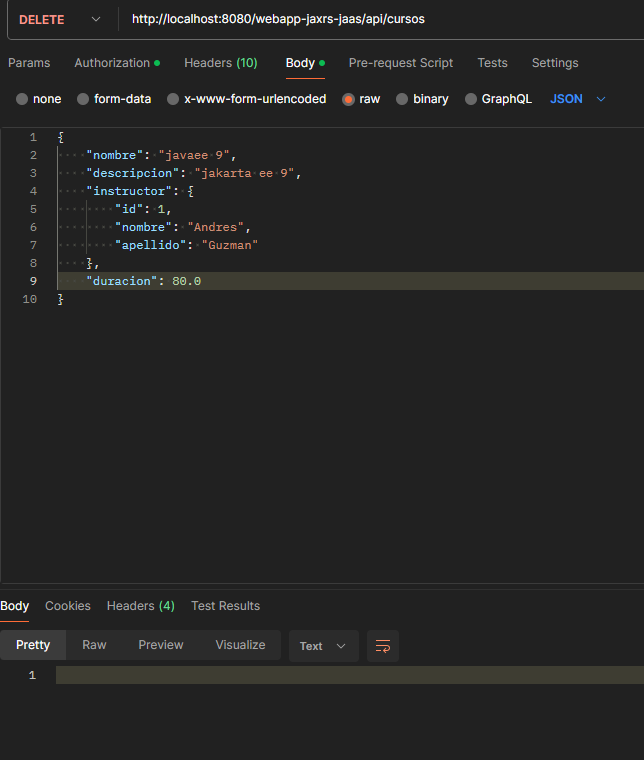 DELETE http://localhost:8080/webapp-jaxrs-jaas/api/cursos
Params Authorization Headers (10) Body Pre-request Script Tests Settings
none form-data x-www-form-urlencoded raw binary GraphQL JSON
1 {
2 "nombre": "javaee 9",
3 "descripcion": "jakarta ee 9",
4 "instructor": {
5 "id": 1,
6 "nombre": "Andres",
7 "apellido": "Guzman"
8 },
9 "duracion": 80.0
10 }
Body Cookies Headers (4) Test Results
Pretty Raw Preview Visualize Text
1